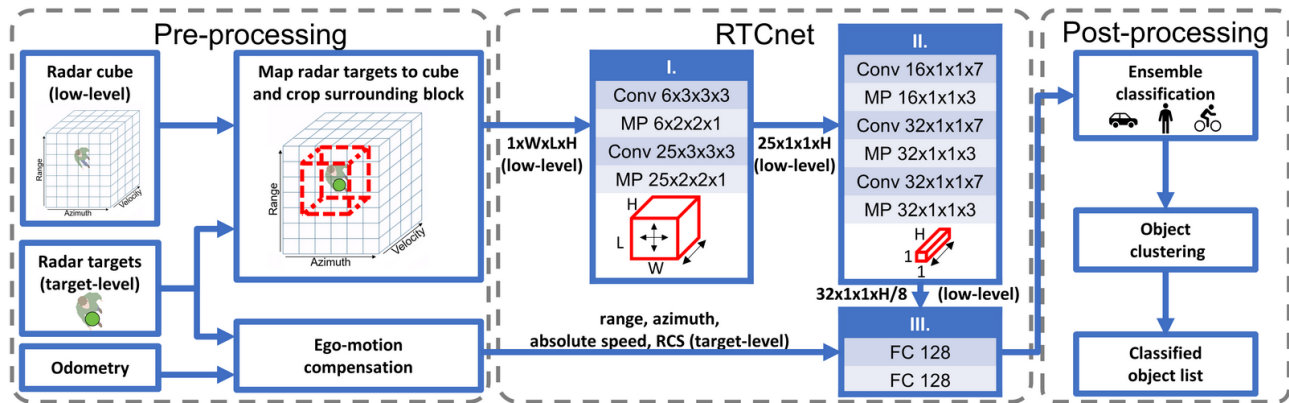 Pre-processing
Radar cube
(low-level)
Range
Azimuth
Velocity
Map radar targets to cube
and crop surrounding block
Range
Azimuth
Velocity
Radar targets
(target-level)
Odometry
Ego-motion
compensation
RTCnet
1xWxLxH
(low-level)
I.
Conv 6x3x3x3
MP 6x2x2x1
Conv 25x3x3x3
MP 25x2x2x1
H
L
W
25x1x1xH
(low-level)
II.
Conv 16x1x1x7
MP 16x1x1x3
Conv 32x1x1x7
MP 32x1x1x3
Conv 32x1x1x7
MP 32x1x1x3
H
1
1
32x1x1xH/8 (low-level)
range, azimuth,
absolute speed, RCS (target-level)
III.
FC 128
FC 128
Post-processing
Ensemble
classification
Object
clustering
Classified
object list